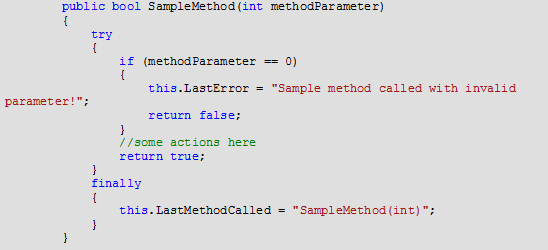 public bool SampleMethod(int methodParameter)
{
try
{
if (methodParameter == 0)
{
this.LastError = "Sample method called with invalid
parameter!";
return false;
}
//some actions here
return true;
}
finally
{
this.LastMethodCalled = "SampleMethod(int)";
}
}